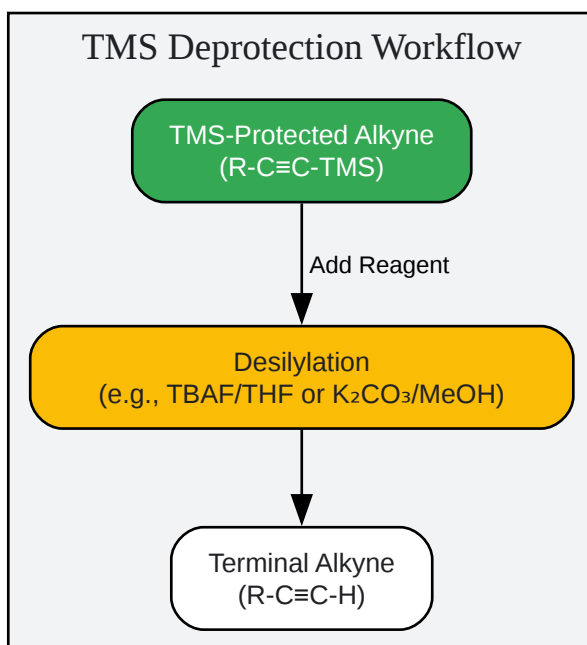 TMS Deprotection Workflow
TMS-Protected Alkyne
(R-C≡C-TMS)
Add Reagent
Desilylation
(e.g., TBAF/THF or K₂CO₃/MeOH)
Terminal Alkyne
(R-C≡C-H)